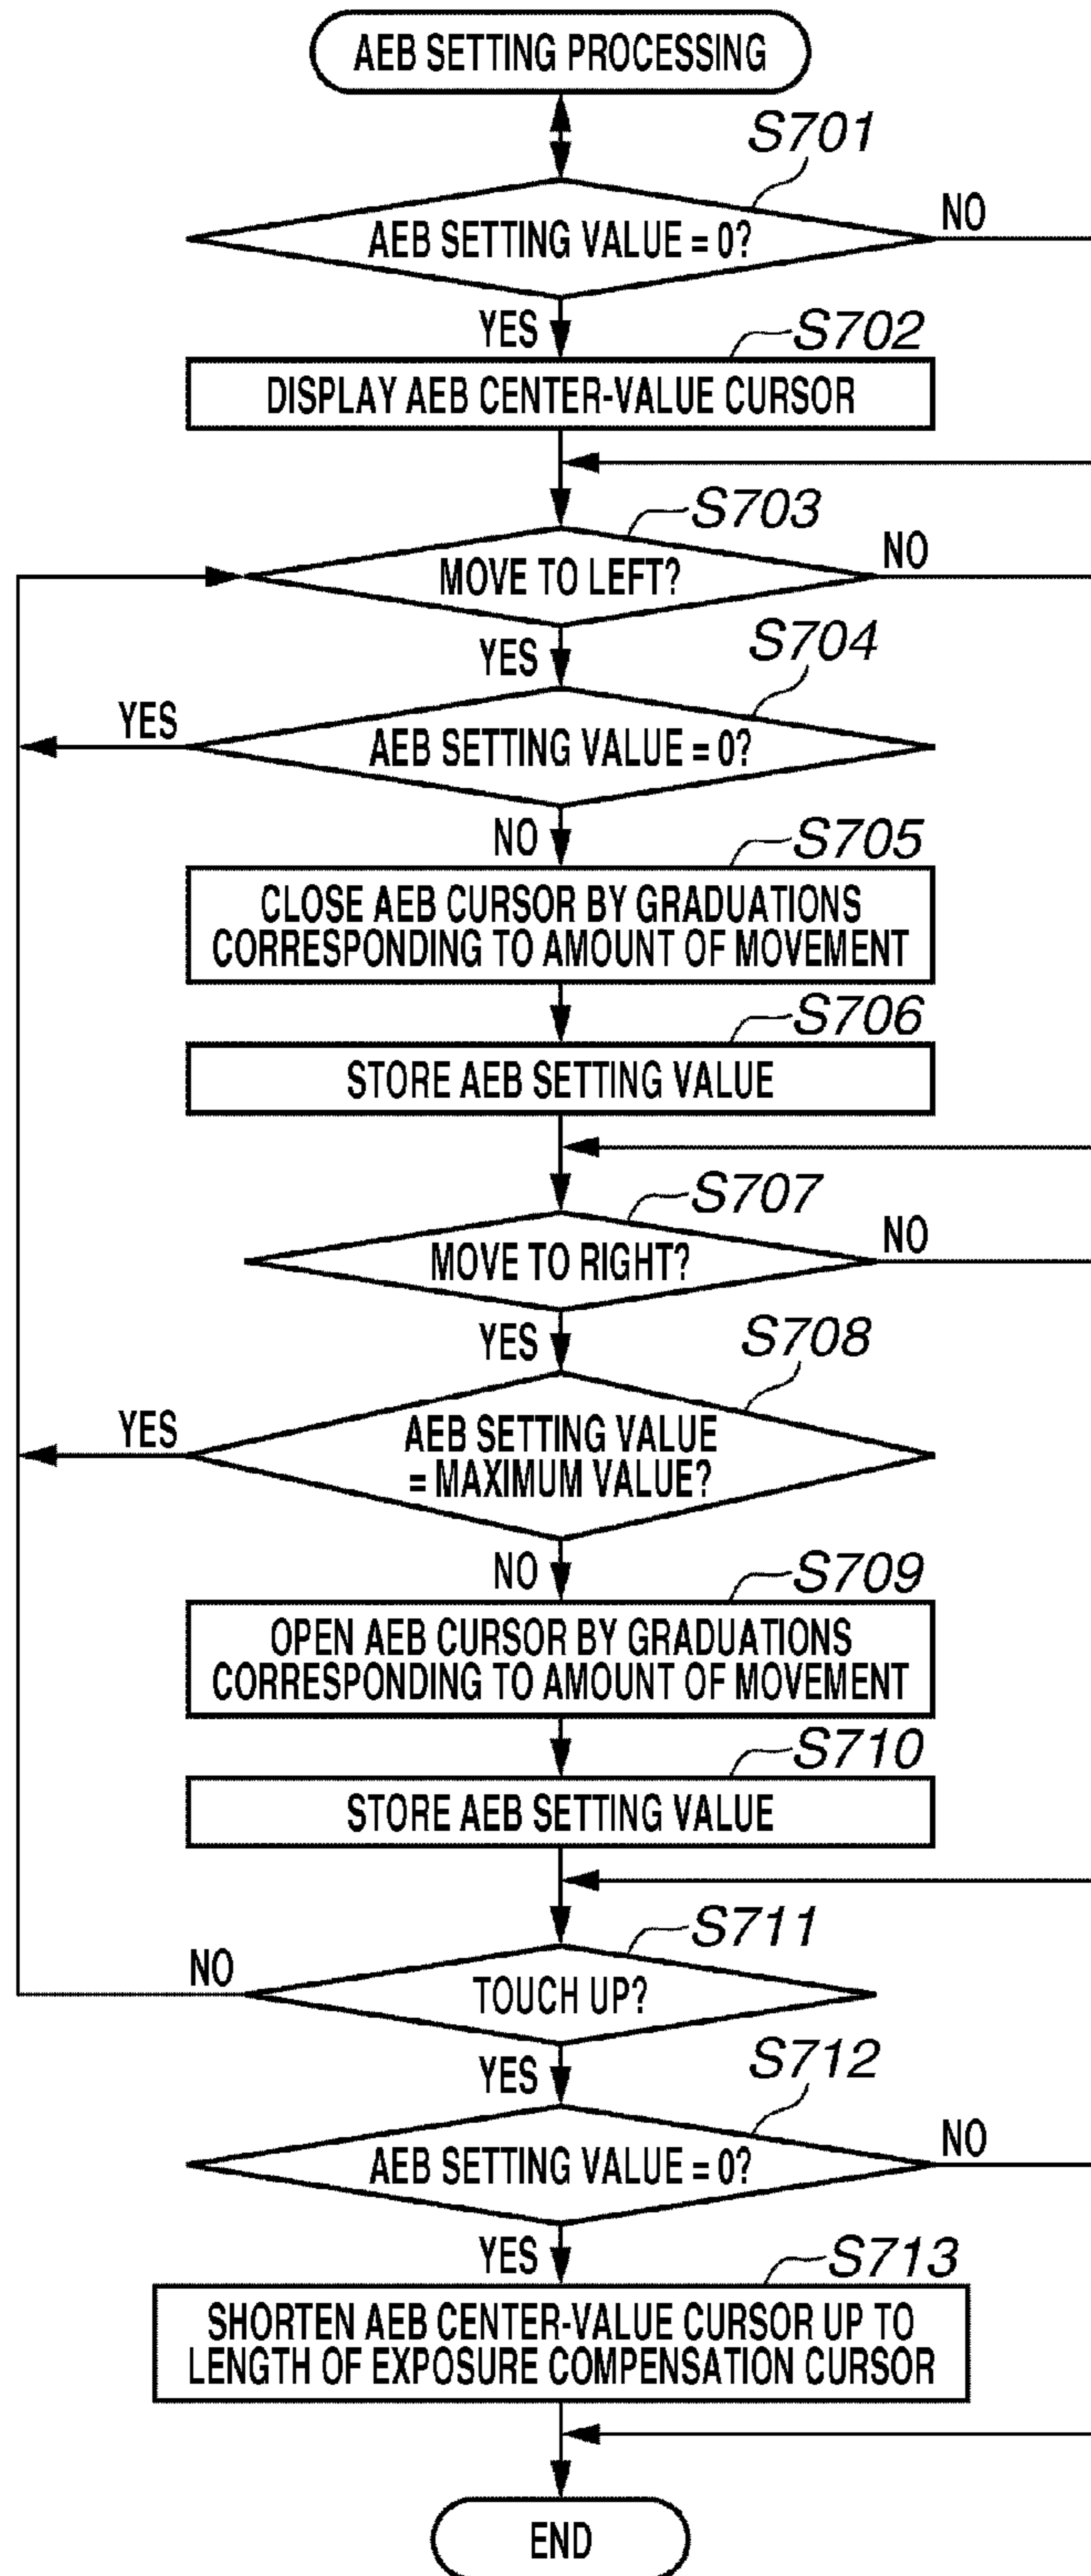 AEB SETTING PROCESSING
S701
AEB SETTING VALUE = 0?
NO
YES
S702
DISPLAY AEB CENTER-VALUE CURSOR
S703
MOVE TO LEFT?
NO
YES
S704
AEB SETTING VALUE = 0?
YES
NO
S705
CLOSE AEB CURSOR BY GRADUATIONS
CORRESPONDING TO AMOUNT OF MOVEMENT
S706
STORE AEB SETTING VALUE
S707
MOVE TO RIGHT?
NO
YES
S708
AEB SETTING VALUE
= MAXIMUM VALUE?
YES
NO
S709
OPEN AEB CURSOR BY GRADUATIONS
CORRESPONDING TO AMOUNT OF MOVEMENT
S710
STORE AEB SETTING VALUE
S711
TOUCH UP?
NO
YES
S712
AEB SETTING VALUE = 0?
NO
YES
S713
SHORTEN AEB CENTER-VALUE CURSOR UP TO
LENGTH OF EXPOSURE COMPENSATION CURSOR
END